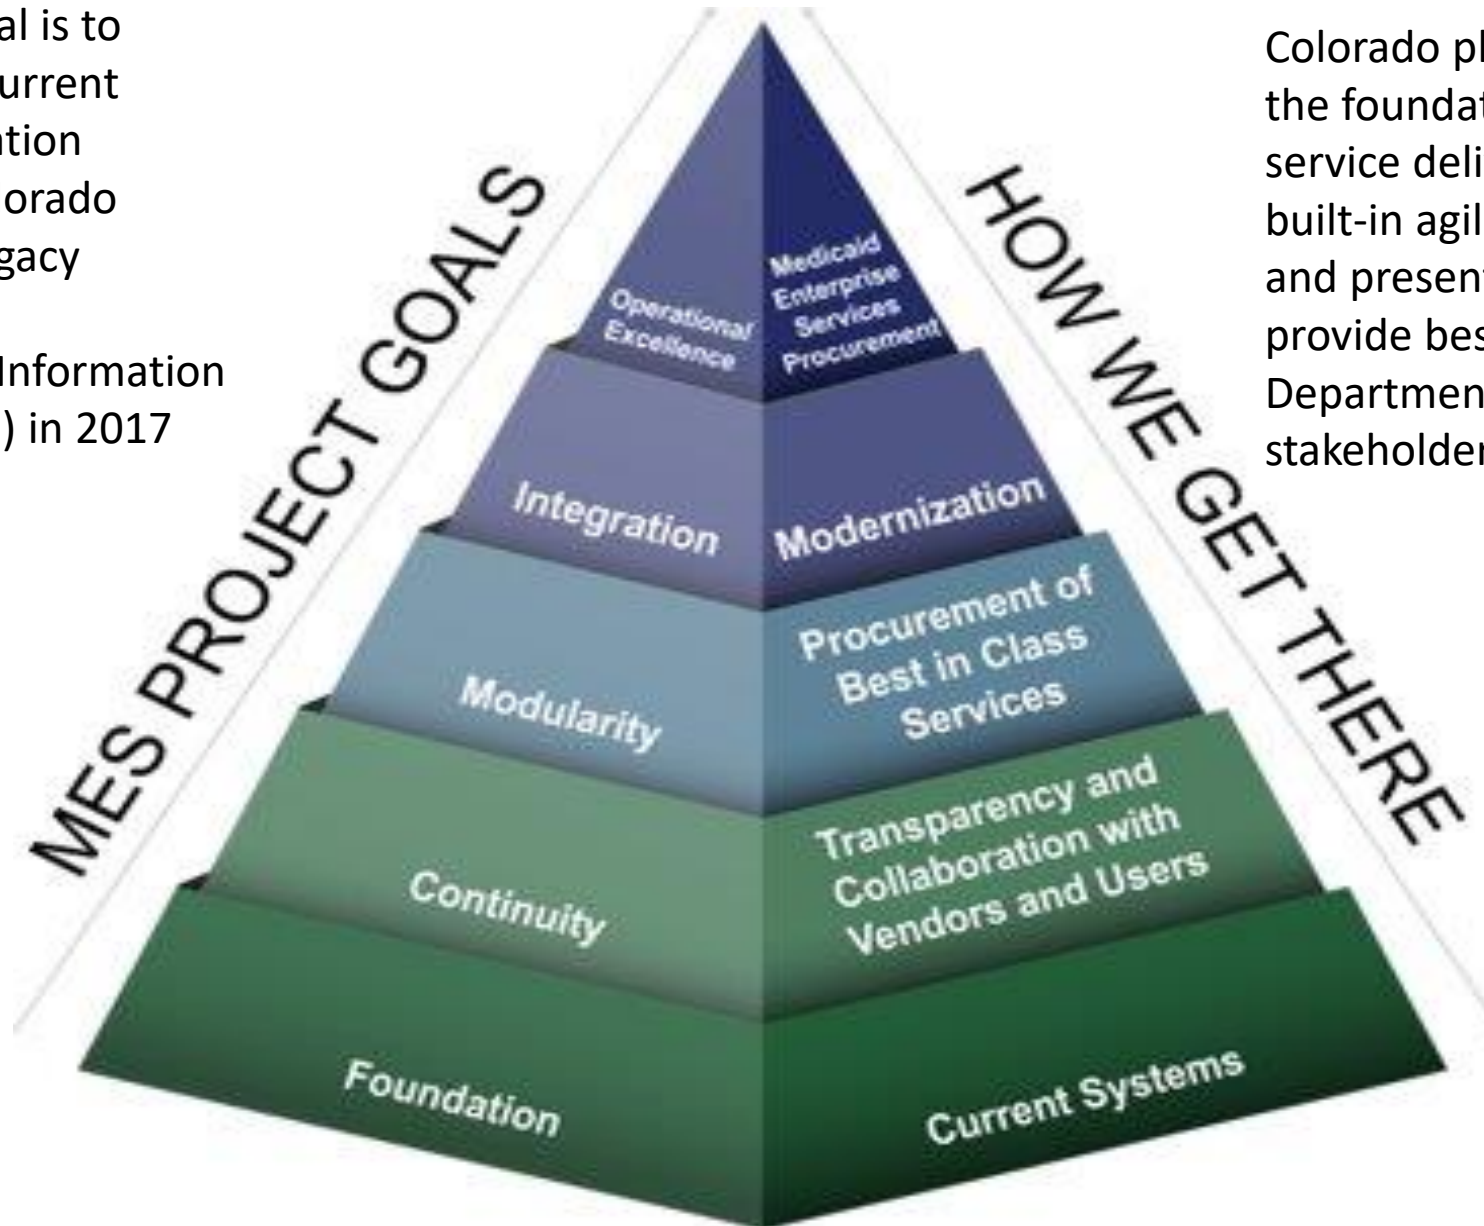 al is to
urrent
ation
orado
gacy
Information
) in 2017
MES PROJECT GOALS
Operational
Excellence
Integration
Modularity
Continuity
Foundation
HOW WE GET THERE
Medicaid
Enterprise
Services
Procurement
Modernization
Procurement of
Best in Class
Services
Transparency and
Collaboration with
Vendors and Users
Current Systems
Colorado pl
the foundat
service deli
built-in agil
and present
provide bes
Departmen
stakeholder